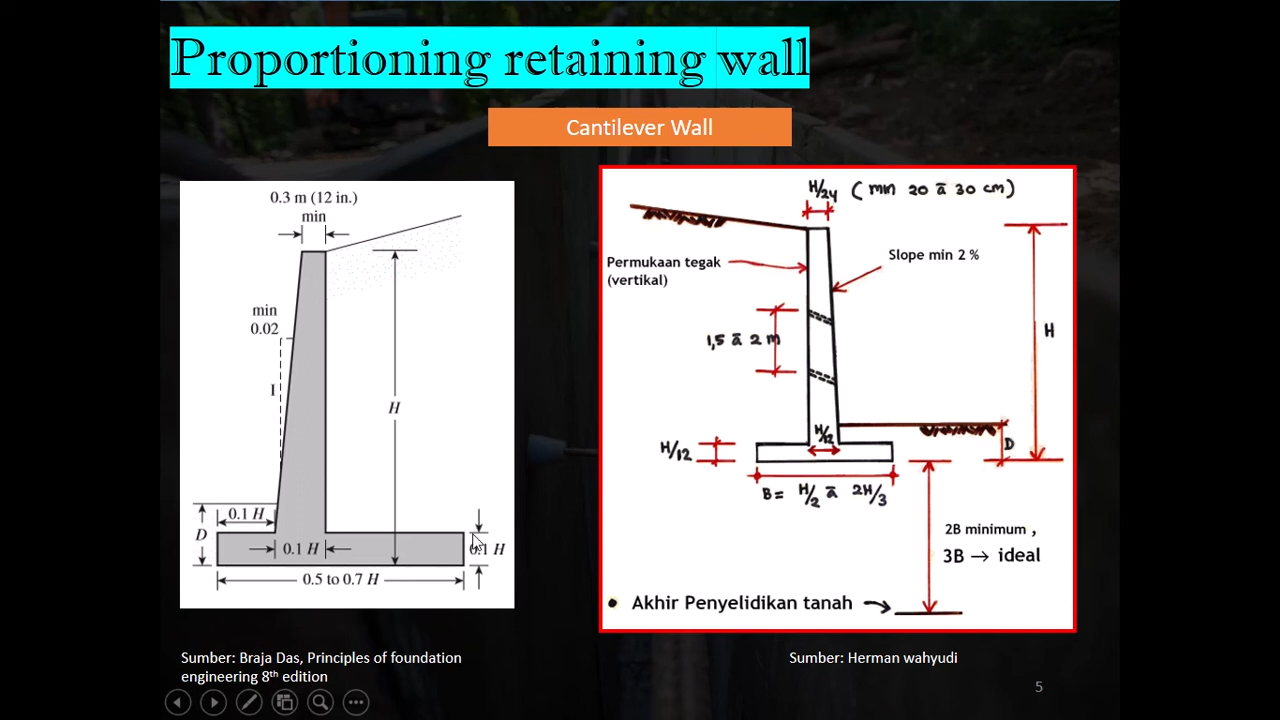 Proportioning retaining wall
Cantilever Wall
0.3 m (12 in.)
min
min
0.02
I
H
0.1 H
D
0.1 H
0.1 H
0.5 to 0.7 H
H/24 (min 20 ā 30 cm)
Permukaan tegak
(vertikal)
Slope min 2 %
1,5 ā 2 m
H
H/12
H/12
D
B= H/2 ā 2H/3
2B minimum ,
3B → ideal
• Akhir Penyelidikan tanah
Sumber: Braja Das, Principles of foundation
engineering 8th edition
Sumber: Herman wahyudi
5